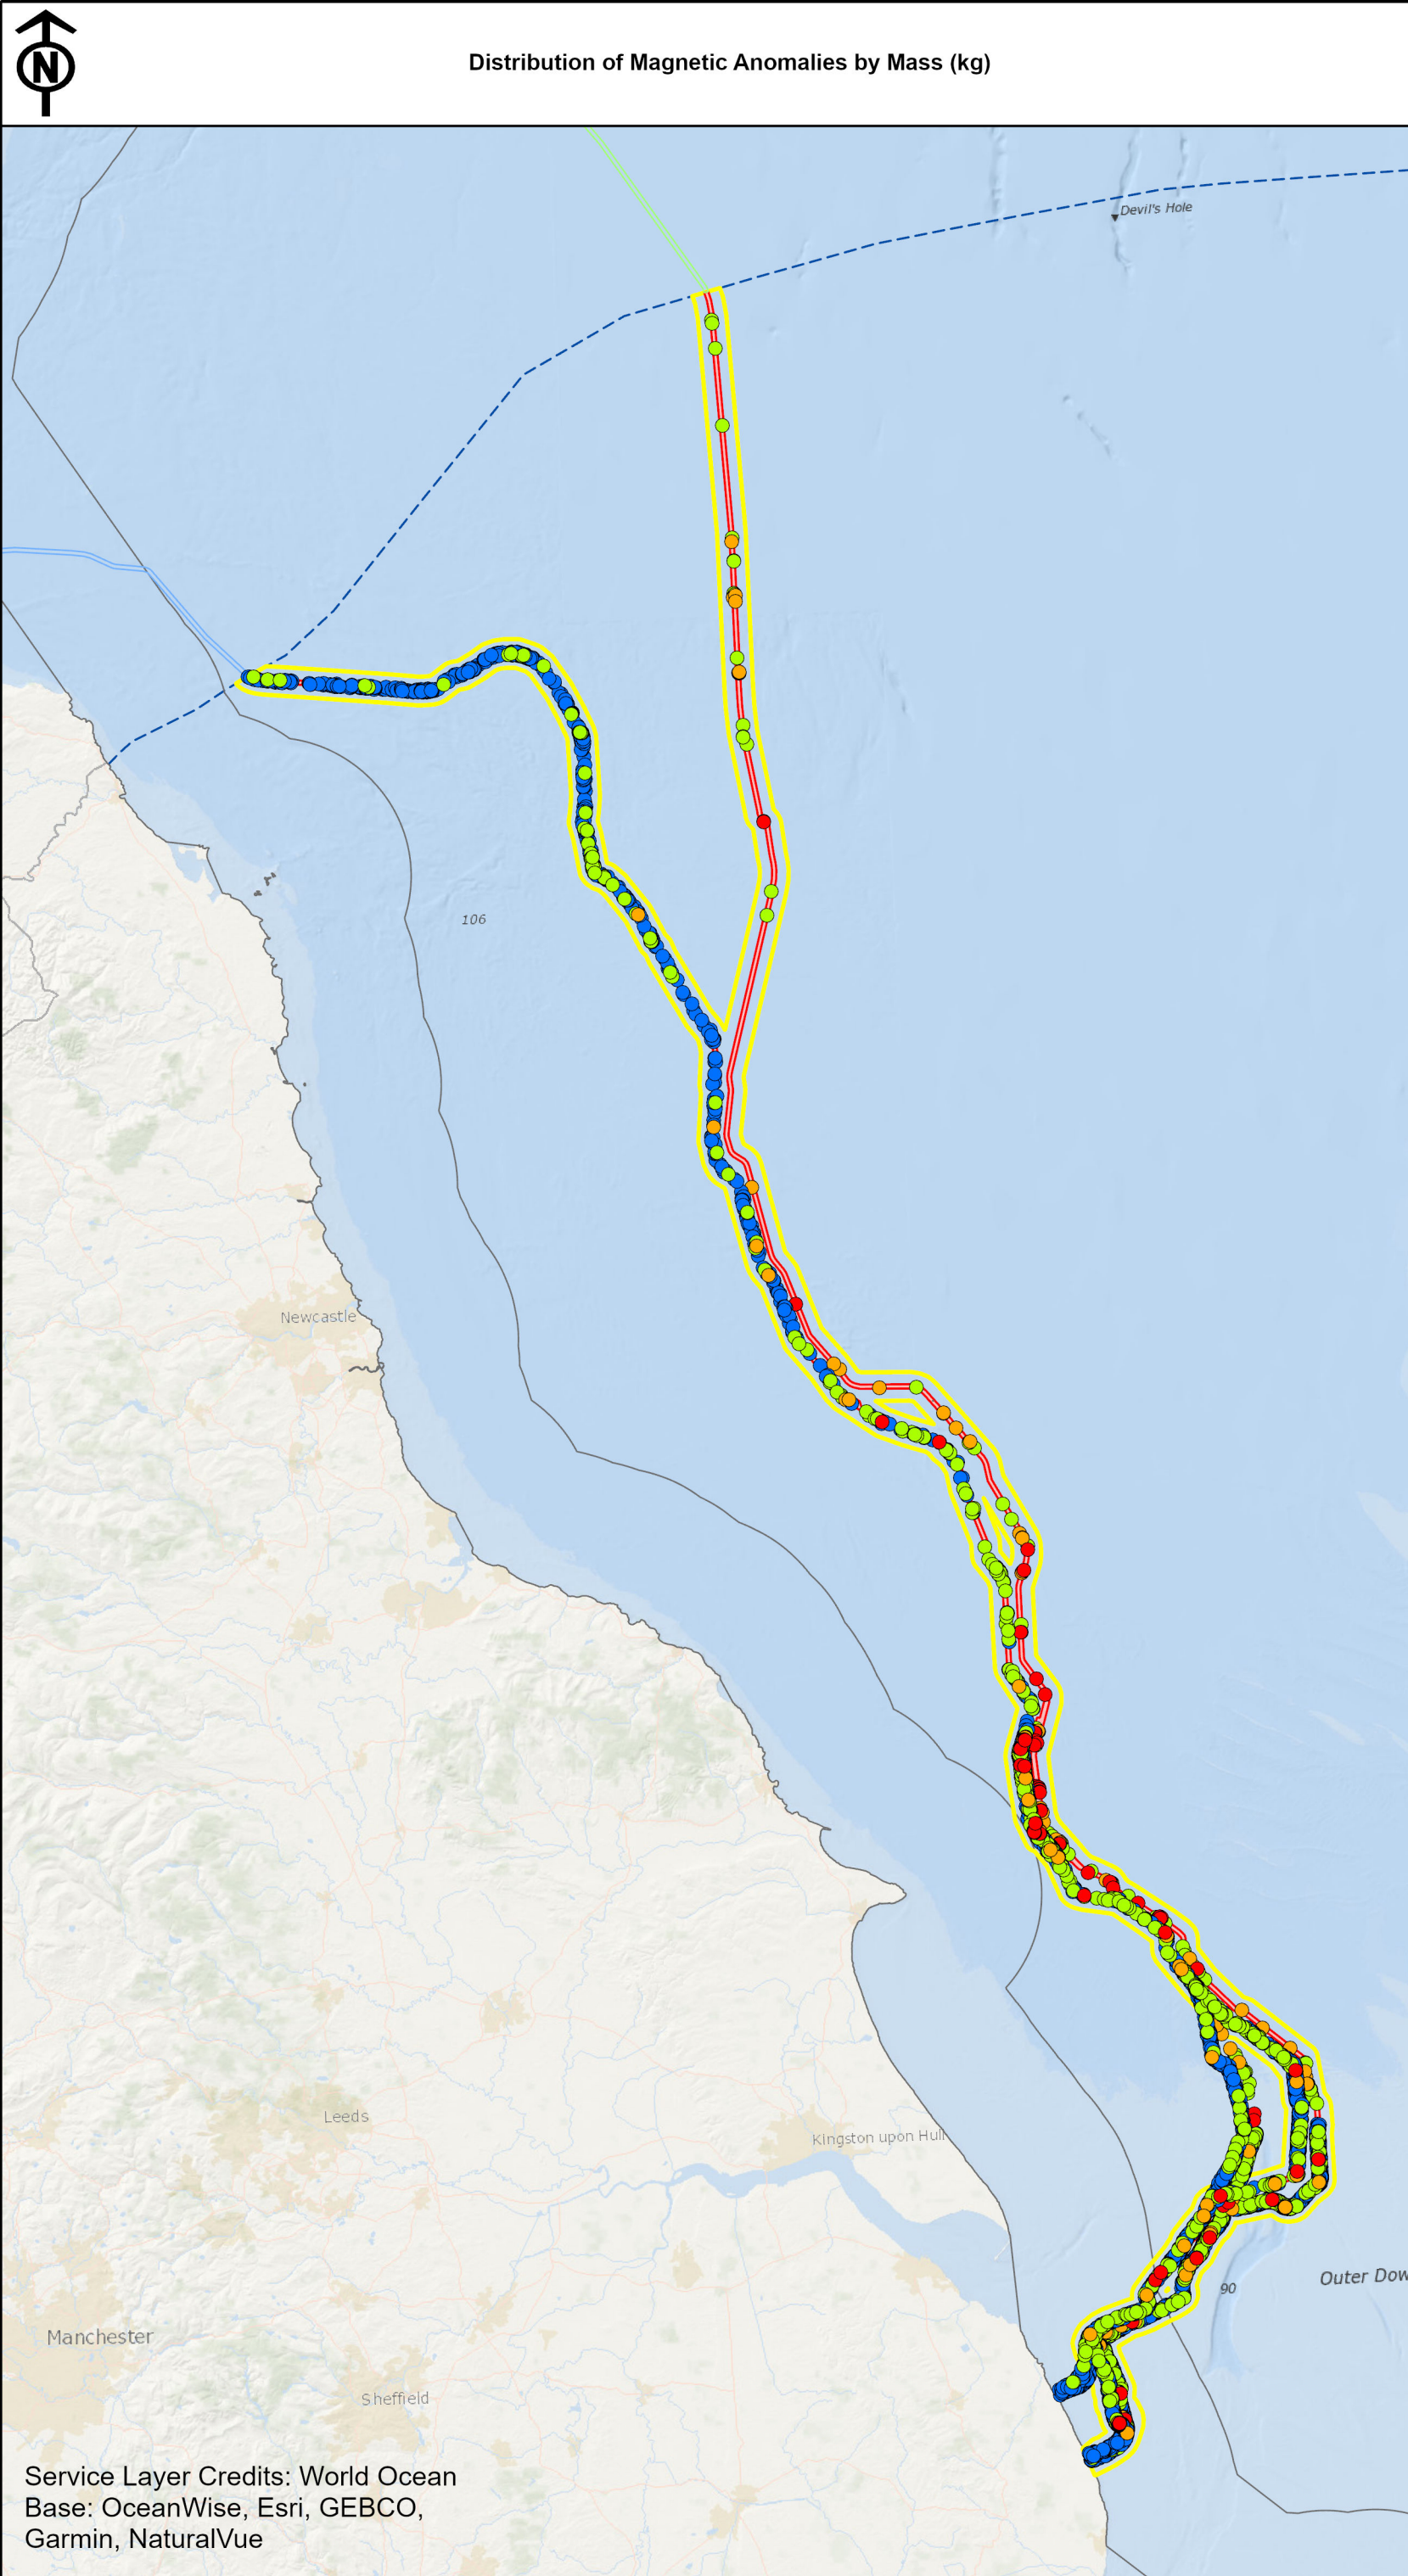 N
Distribution of Magnetic Anomalies by Mass (kg)
Devil's Hole
106
Newcastle
Leeds
Kingston upon Hull
90
Outer Dow
Manchester
Sheffield
Service Layer Credits: World Ocean
Base: OceanWise, Esri, GEBCO,
Garmin, NaturalVue